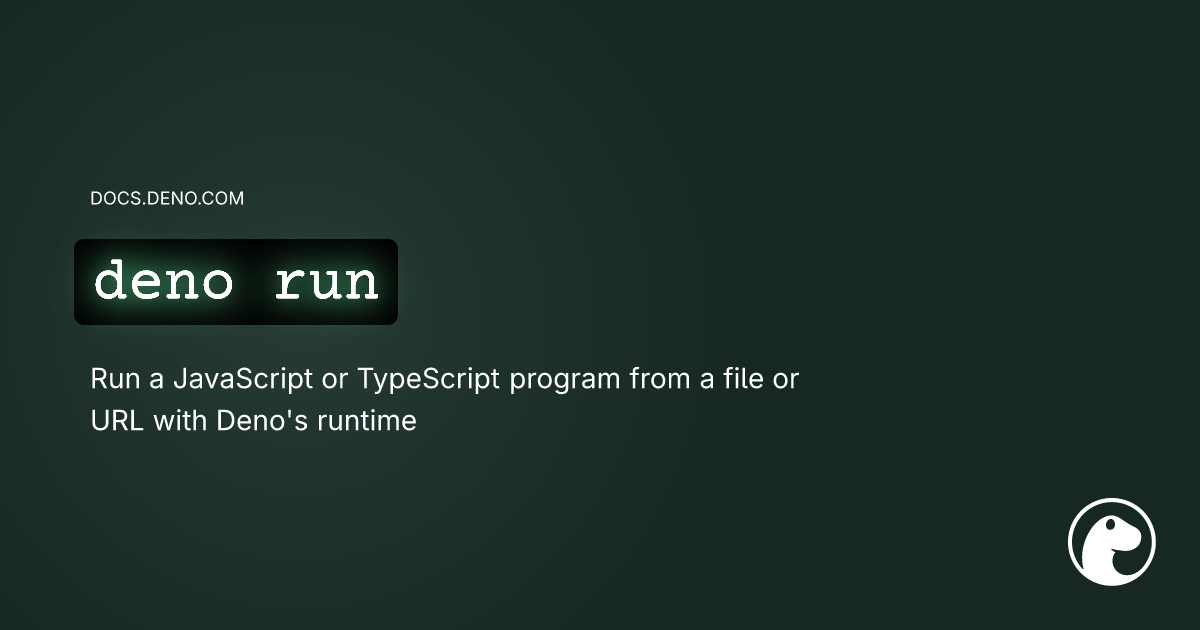 DOCS.DENO.COM
deno run
Run a JavaScript or TypeScript program from a file or
URL with Deno's runtime